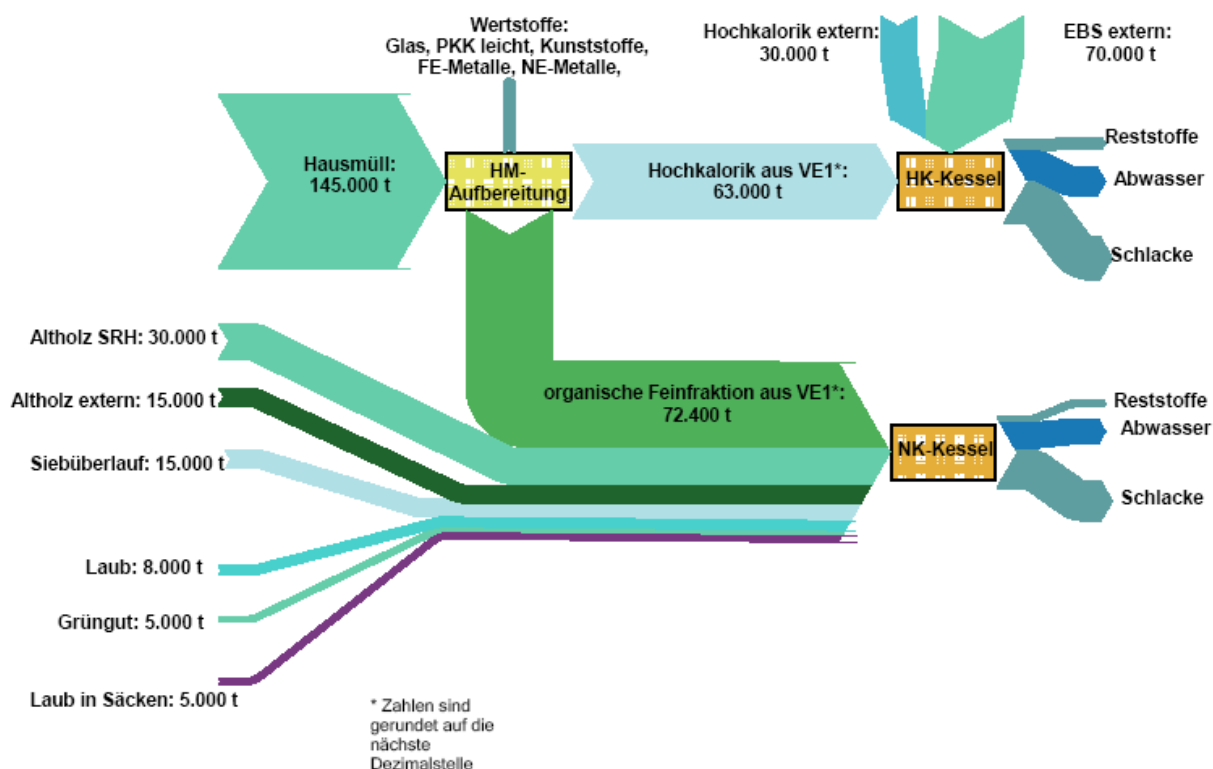 Wertstoffe:
Glas, PKK leicht, Kunststoffe,
FE-Metalle, NE-Metalle,
Hochkalorik extern:
30.000 t
EBS extern:
70.000 t
Hausmüll:
145.000 t
HM-
Aufbereitung
Hochkalorik aus VE1*:
63.000 t
HK-Kessel
Reststoffe
Abwasser
Schlacke
Altholz SRH: 30.000 t
Altholz extern: 15.000 t
Siebüberlauf: 15.000 t
Laub: 8.000 t
Grüngut: 5.000 t
Laub in Säcken: 5.000 t
organische Feinfraktion aus VE1*:
72.400 t
NK-Kessel
Reststoffe
Abwasser
Schlacke
* Zahlen sind
gerundet auf die
nächste
Dezimalstelle